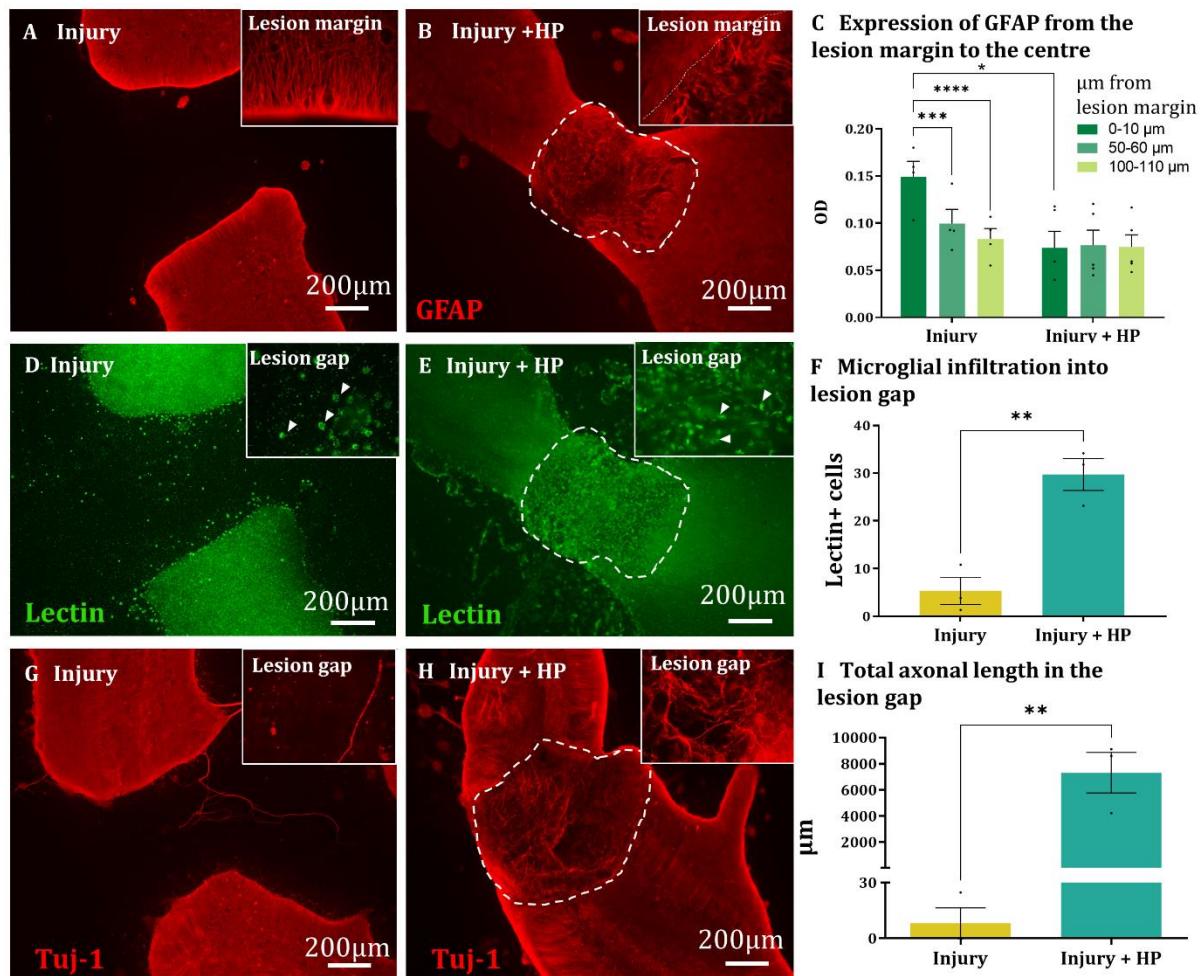 A Injury
Lesion margin
B Injury +HP
Lesion margin
GFAP
200µm
200µm
C Expression of GFAP from the
lesion margin to the centre
*
****
***
µm from
lesion margin
0-10 µm
50-60 µm
100-110 µm
0.20
0.15
0.10
0.05
0.00
OD
Injury
Injury + HP
D Injury
Lesion gap
Lectin
200µm
E Injury + HP
Lesion gap
Lectin
200µm
F Microglial infiltration into
lesion gap
**
40
30
20
10
0
Lectin+ cells
Injury
Injury + HP
G Injury
Lesion gap
Tuj-1
200µm
H Injury + HP
Lesion gap
Tuj-1
200µm
I Total axonal length in the
lesion gap
**
10000
8000
6000
4000
2000
30
0
µm
Injury
Injury + HP